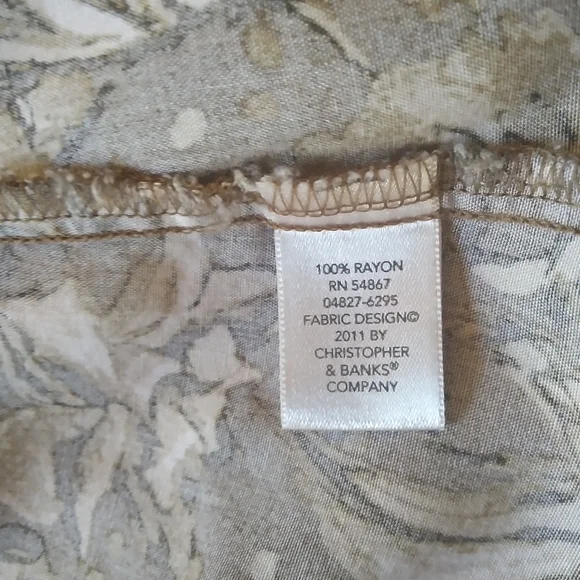 100% RAYON
RN 54867
04827-6295
FABRIC DESIGN©
2011 BY
CHRISTOPHER
& BANKS®
COMPANY